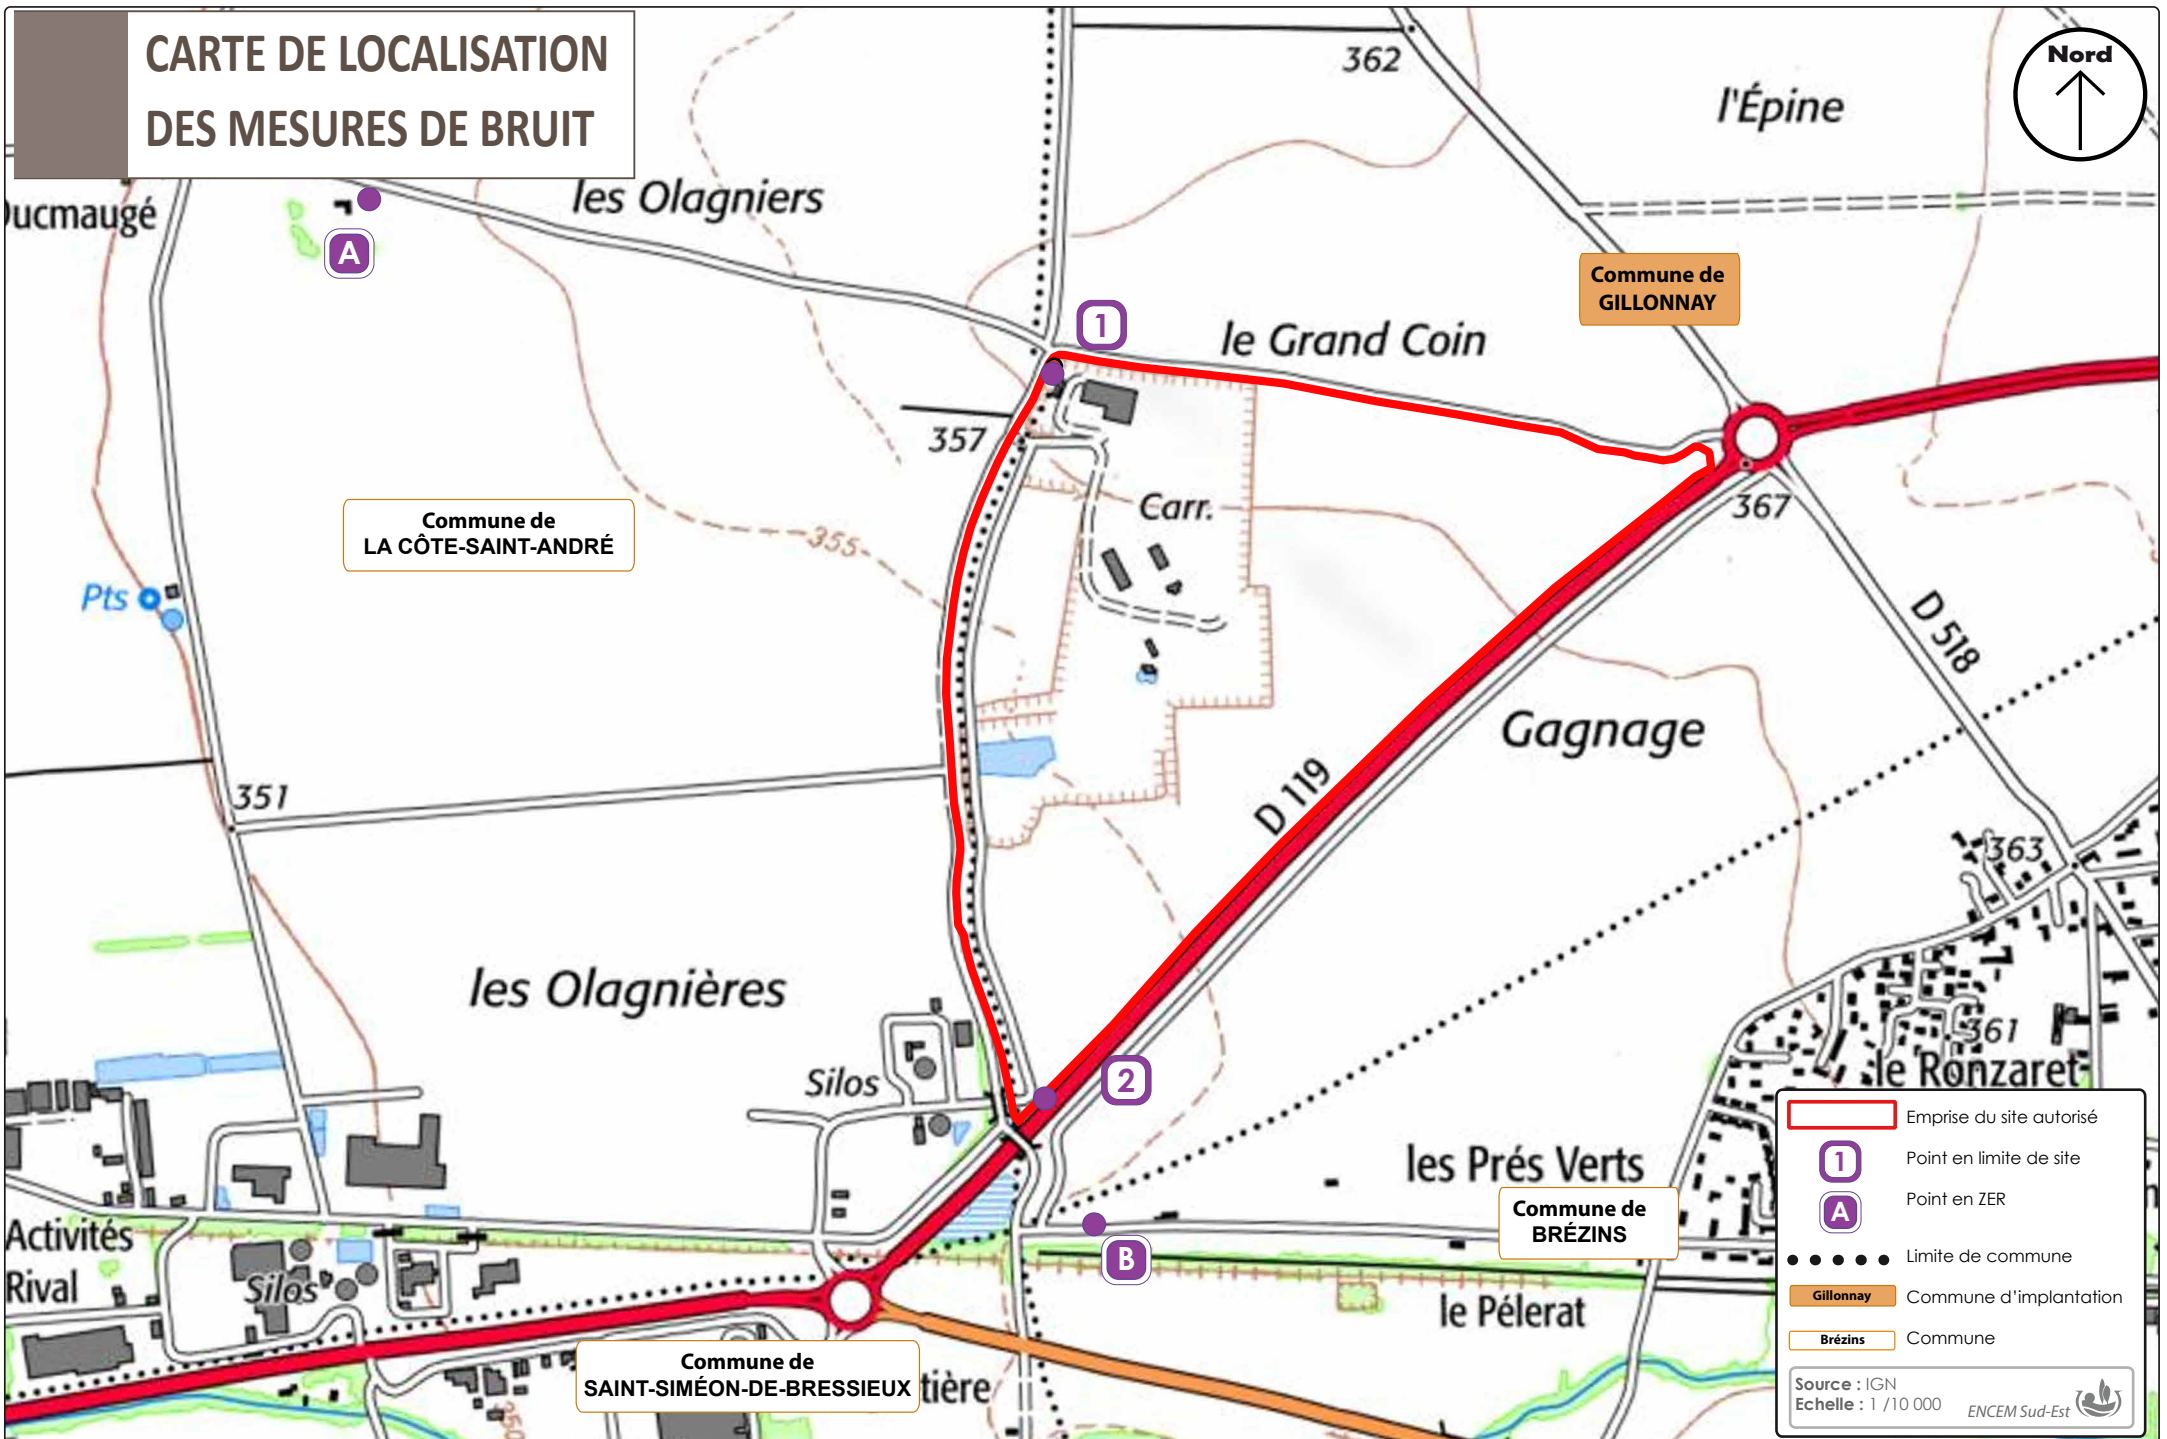 CARTE DE LOCALISATION
DES MESURES DE BRUIT
Nord
362
l'Épine
les Olagniers
A
Commune de
GILLONNAY
1
le Grand Coin
357
Carr.
367
Commune de
LA CÔTE-SAINT-ANDRÉ
355
Pts
D 518
Gagnage
D 119
351
363
les Olagnières
361
le Ronzaret
Silos
2
les Prés Verts
Commune de
BRÉZINS
B
Activités
Rival
Silos
le Pélerat
Commune de
SAINT-SIMÉON-DE-BRESSIEUX
tière
350
Emprise du site autorisé
1 Point en limite de site
A Point en ZER
Limite de commune
Gillonnay Commune d'implantation
Brézins Commune
Source : IGN
Echelle : 1 /10 000
ENCEM Sud-Est